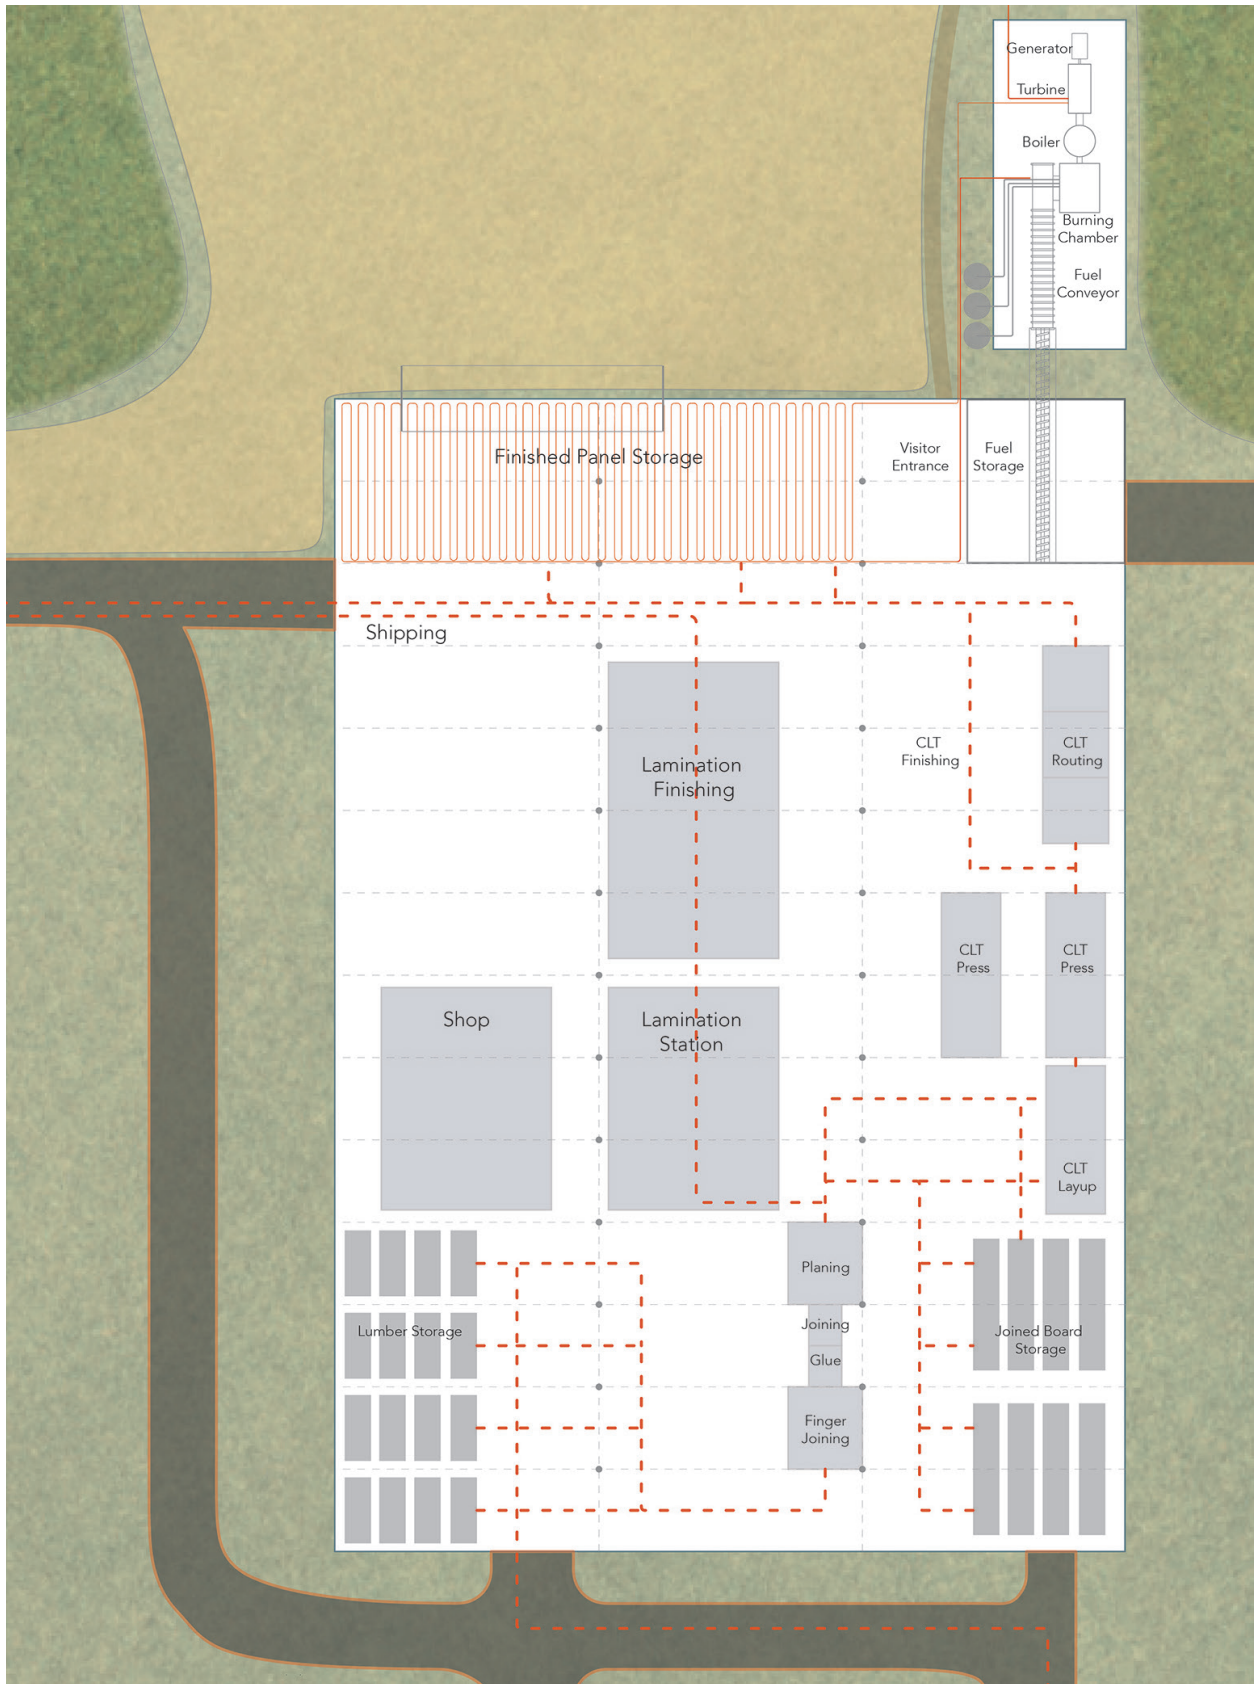 Generator
Turbine
Boiler
Burning
Chamber
Fuel
Conveyor
Finished Panel Storage
Visitor
Entrance
Fuel
Storage
Shipping
Lamination
Finishing
CLT
Finishing
CLT
Routing
CLT
Press
CLT
Press
Shop
Lamination
Station
CLT
Layup
Planing
Lumber Storage
Joining
Glue
Joined Board
Storage
Finger
Joining